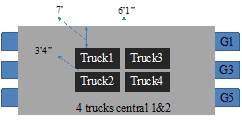 7' 6'1"
G1
3'4" Truck1 Truck3
Truck2 Truck4 G3
G5
4 trucks central 1&2